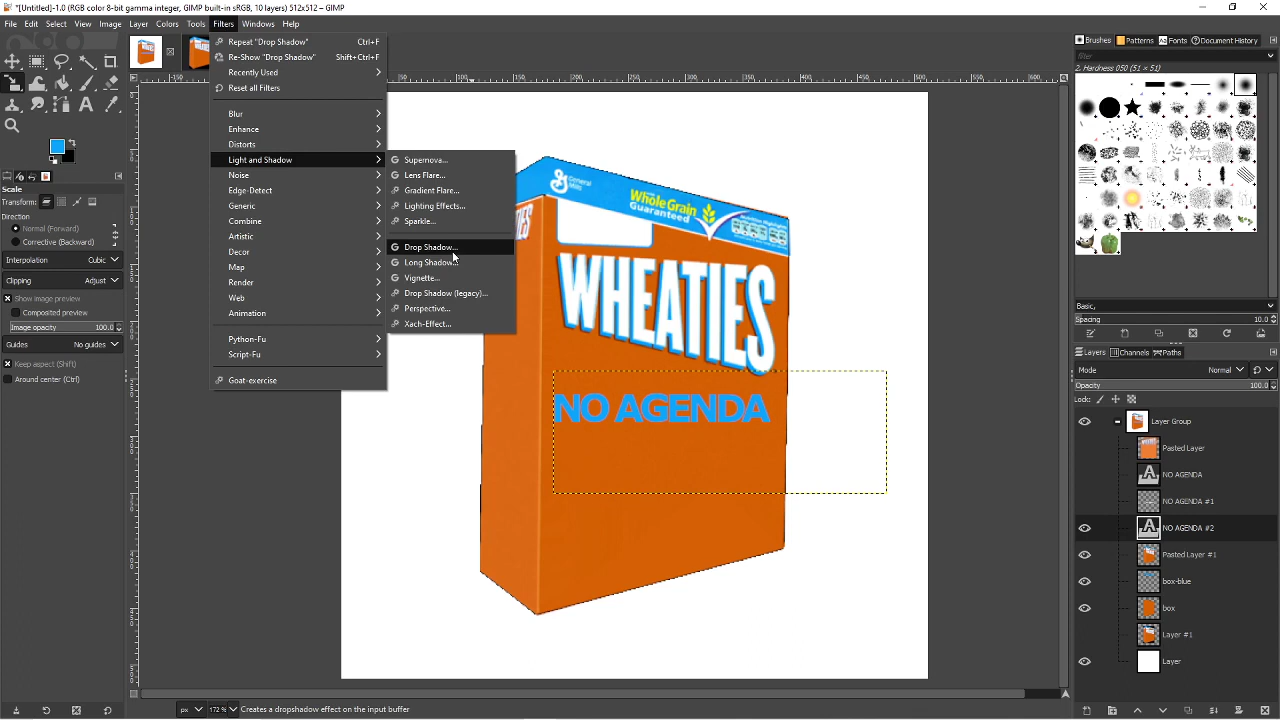 *[Untitled]-1.0 (RGB color 8-bit gamma integer, GIMP built-in sRGB, 10 layers) 512x512 – GIMP
File Edit Select View Image Layer Colors Tools Filters Windows Help
Repeat "Drop Shadow" Ctrl+F
Re-Show "Drop Shadow" Shift+Ctrl+F
Recently Used
Reset all Filters
Blur
Enhance
Distorts
Light and Shadow
Noise
Edge-Detect
Generic
Combine
Artistic
Decor
Map
Render
Web
Animation
Python-Fu
Script-Fu
Goat-exercise
Supernova...
Lens Flare...
Gradient Flare...
Lighting Effects...
Sparkle...
Drop Shadow...
Long Shadow...
Vignette...
Drop Shadow (legacy)...
Perspective...
Xach-Effect...
Scale
Transform:
Direction
Normal (Forward)
Corrective (Backward)
Interpolation Cubic
Clipping Adjust
Show image preview
Composited preview
Image opacity 100.0
Guides No guides
Keep aspect (Shift)
Around center (Ctrl)
General Mills
Whole Grain
Guaranteed
WHEATIES
NO AGENDA
Brushes Patterns Fonts Document History
filter
2. Hardness 050 (51 × 51)
Basic,
Spacing 10.0
Layers Channels Paths
Mode Normal
Opacity 100.0
Lock:
Layer Group
Pasted Layer
NO AGENDA
NO AGENDA #1
NO AGENDA #2
Pasted Layer #1
box-blue
box
Layer #1
Layer
px 172 % Creates a dropshadow effect on the input buffer